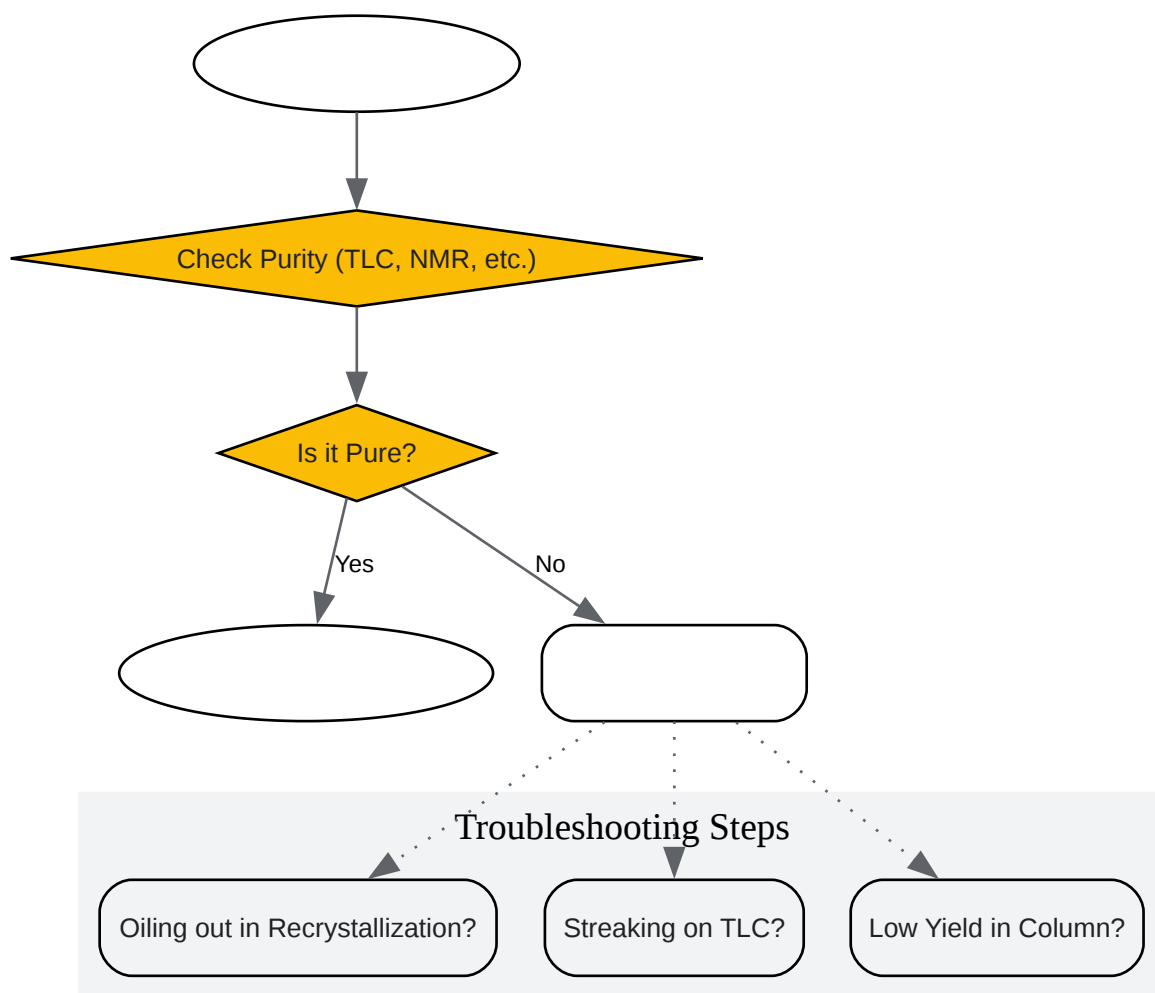 Check Purity (TLC, NMR, etc.)
Is it Pure?
Yes
No
Troubleshooting Steps
Oiling out in Recrystallization?
Streaking on TLC?
Low Yield in Column?